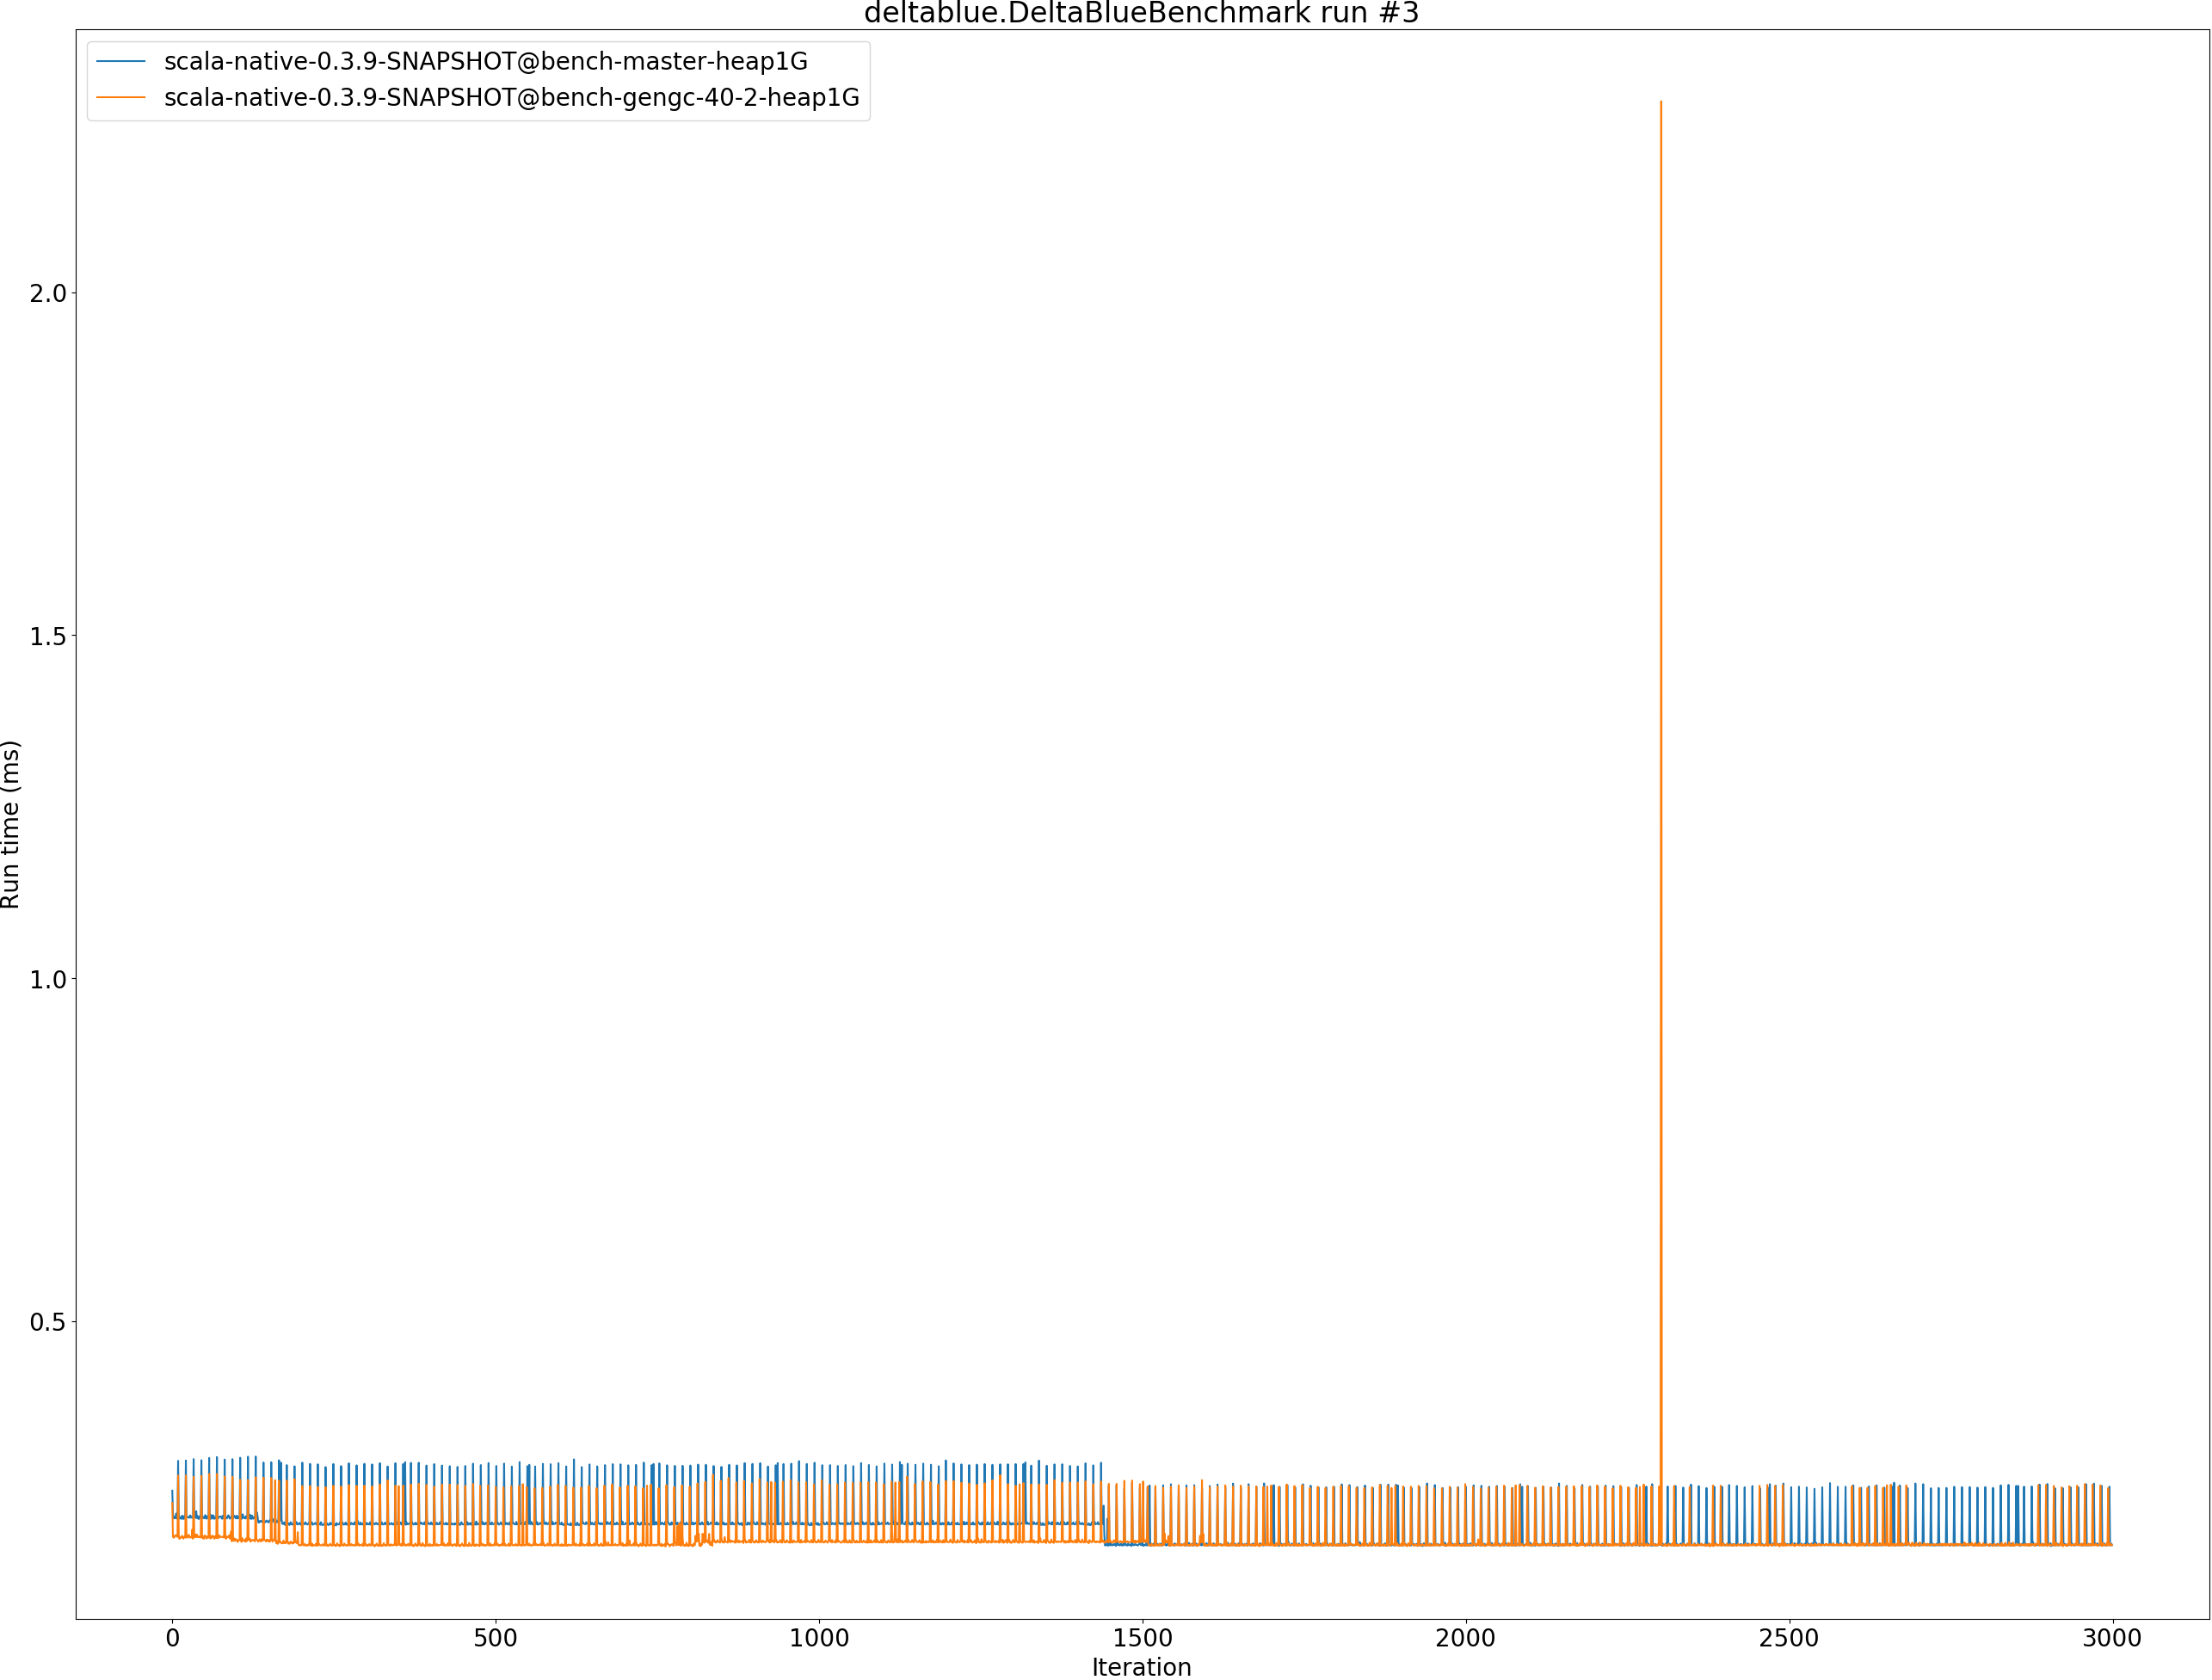 deltablue.DeltaBlueBenchmark run #3
scala-native-0.3.9-SNAPSHOT@bench-master-heap1G
scala-native-0.3.9-SNAPSHOT@bench-gengc-40-2-heap1G
2.0
1.5
1.0
0.5
Run time (ms)
0 500 1000 1500 2000 2500 3000
Iteration